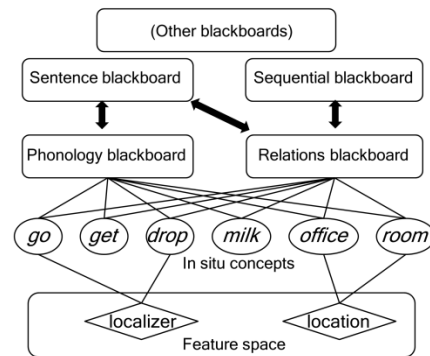 (Other blackboards)
Sentence blackboard
Sequential blackboard
Phonology blackboard
Relations blackboard
go get drop milk office room
In situ concepts
localizer location
Feature space